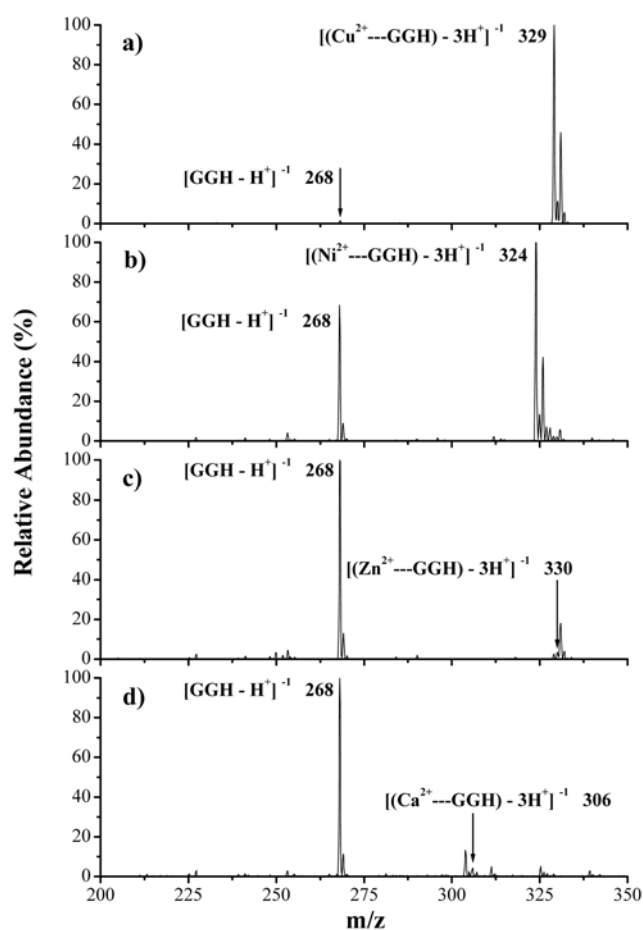 a)
[(Cu²⁺---GGH) - 3H⁺] ⁻¹ 329
[GGH - H⁺] ⁻¹ 268
100
80
60
40
20
0
b)
[(Ni²⁺---GGH) - 3H⁺] ⁻¹ 324
[GGH - H⁺] ⁻¹ 268
100
80
60
40
20
0
c)
[GGH - H⁺] ⁻¹ 268
[(Zn²⁺---GGH) - 3H⁺] ⁻¹ 330
100
80
60
40
20
0
d)
[GGH - H⁺] ⁻¹ 268
[(Ca²⁺---GGH) - 3H⁺] ⁻¹ 306
100
80
60
40
20
0
200 225 250 275 300 325 350
m/z
Relative Abundance (%)